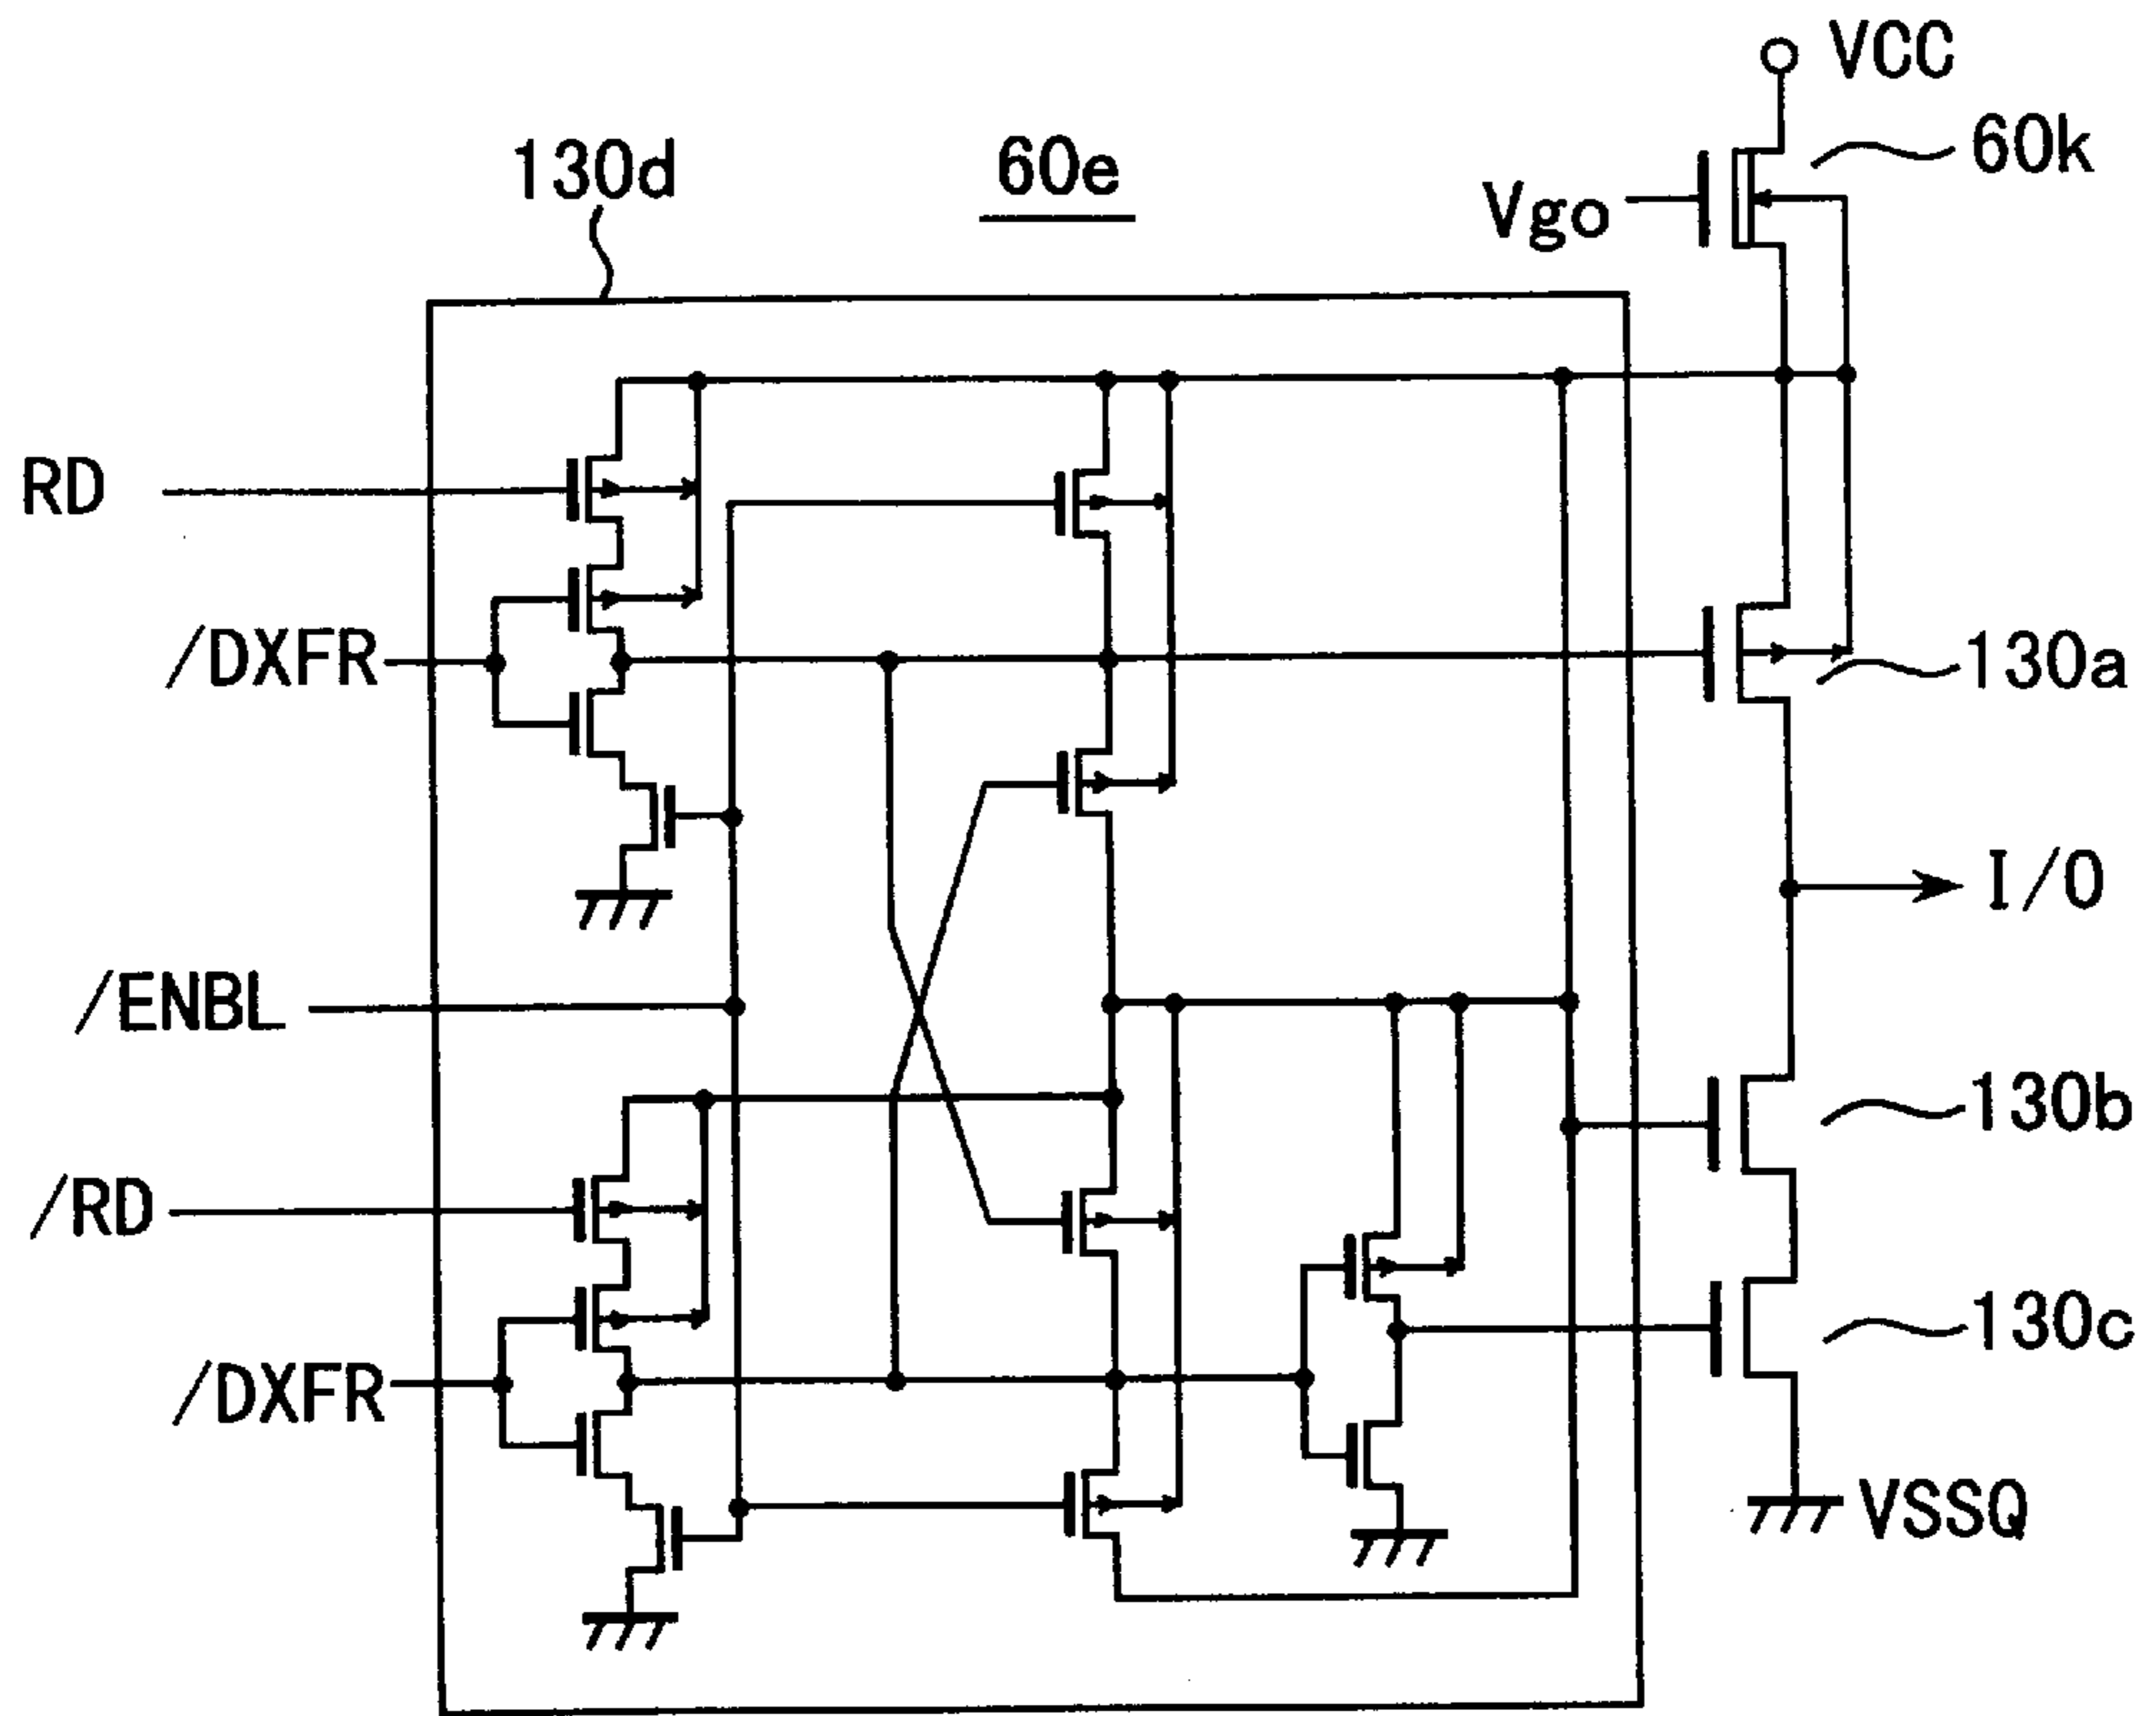 VCC
130d
60e
60k
Vgo
RD
/DXFR
130a
I/O
/ENBL
130b
/RD
130c
/DXFR
VSSQ